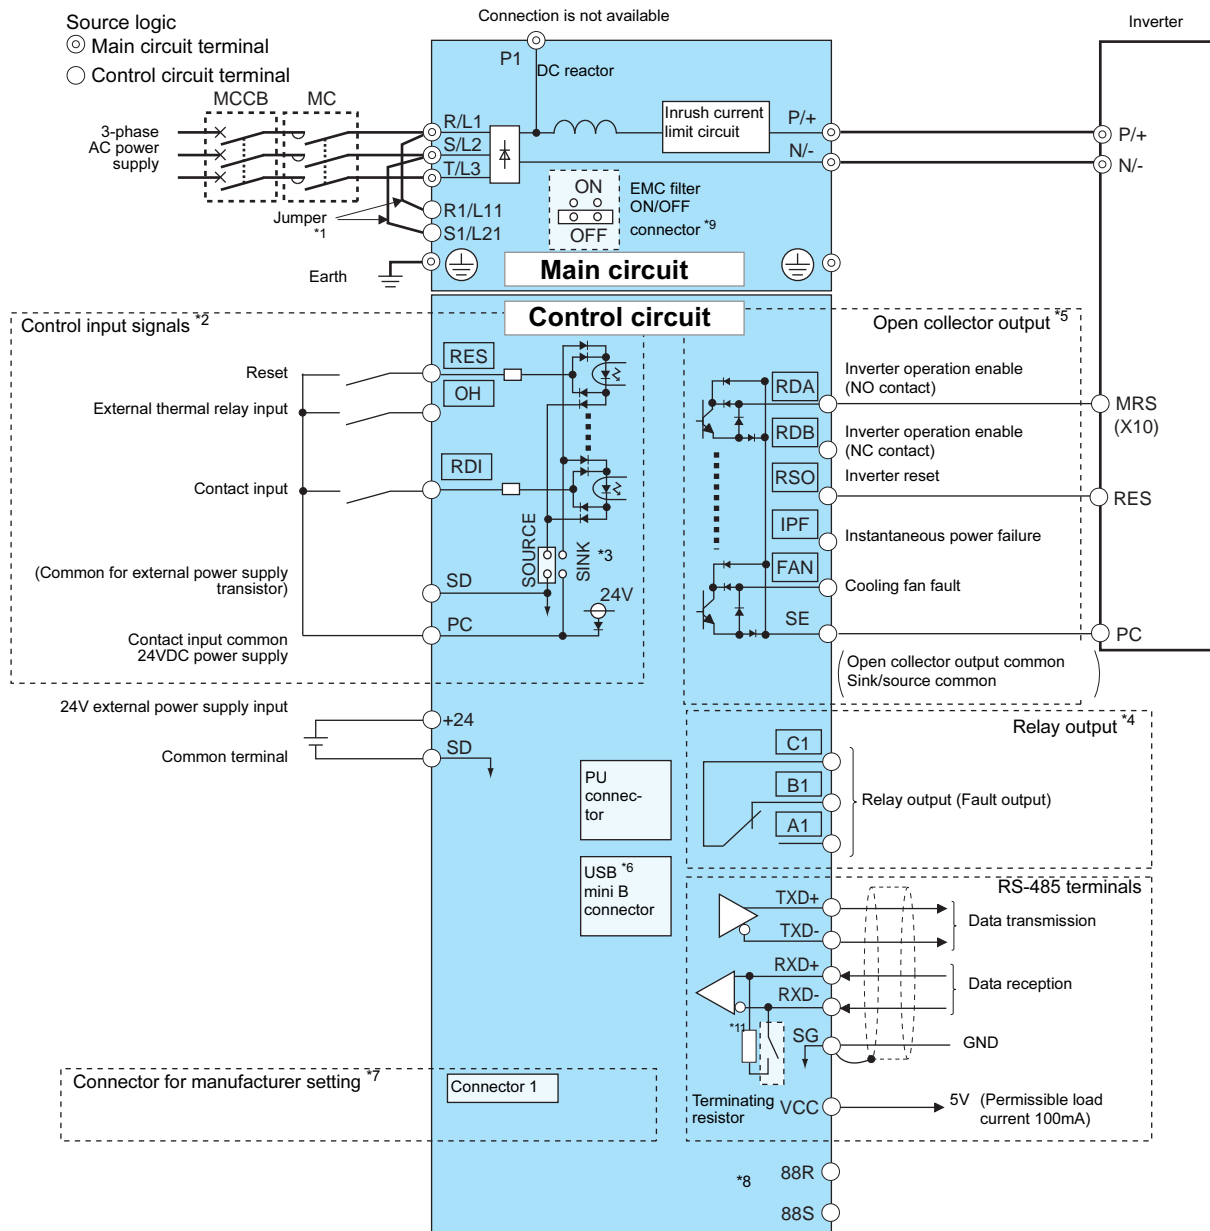 Connection is not available
Source logic
Main circuit terminal
Control circuit terminal
Inverter
P1
DC reactor
MCCB
MC
3-phase
AC power
supply
R/L1
S/L2
T/L3
Inrush current
limit circuit
P/+
N/-
P/+
N/-
Jumper
*1
R1/L11
S1/L21
ON
OFF
EMC filter
ON/OFF
connector *9
Earth
Main circuit
Control circuit
Control input signals *2
Open collector output *5
Reset
RES
External thermal relay input
OH
Contact input
RDI
RDA
Inverter operation enable
(NO contact)
MRS
(X10)
RDB
Inverter operation enable
(NC contact)
RSO
Inverter reset
RES
IPF
Instantaneous power failure
FAN
Cooling fan fault
SOURCE
SINK
*3
(Common for external power supply
transistor)
SD
24V
SE
PC
PC
Contact input common
24VDC power supply
Open collector output common
Sink/source common
24V external power supply input
+24
Common terminal
SD
Relay output *4
C1
B1
A1
Relay output (Fault output)
PU
connec-
tor
USB *6
mini B
connector
RS-485 terminals
TXD+
TXD-
Data transmission
RXD+
RXD-
Data reception
*11
SG
GND
Terminating
resistor
VCC
5V
(Permissible load
current 100mA)
Connector for manufacturer setting *7
Connector 1
*8
88R
88S